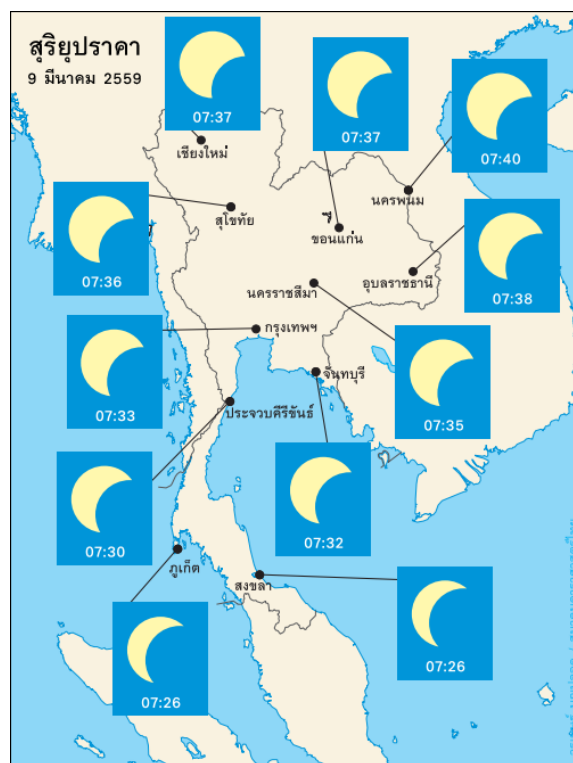 สุริยุปราคา
9 มีนาคม 2559
07:37
07:37
07:40
เชียงใหม่
นครพนม
สุโขทัย
ขอนแก่น
07:36
อุบลราชธานี
07:38
นครราชสีมา
กรุงเทพฯ
จันทบุรี
07:33
ประจวบคีรีขันธ์
07:35
07:30
07:32
ภูเก็ต
สงขลา
07:26
07:26